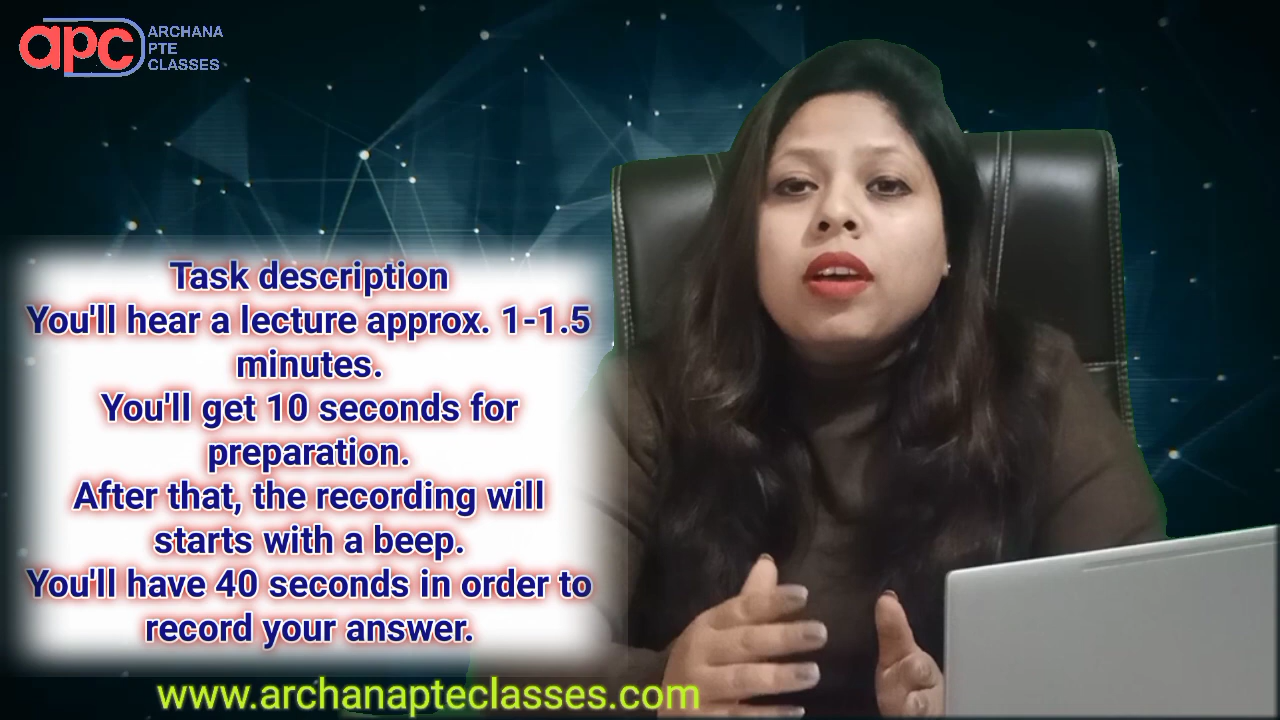 apc
ARCHANA
PTE
CLASSES
Task description
You'll hear a lecture approx. 1-1.5
minutes.
You'll get 10 seconds for
preparation.
After that, the recording will
starts with a beep.
You'll have 40 seconds in order to
record your answer.
www.archanapteclasses.com